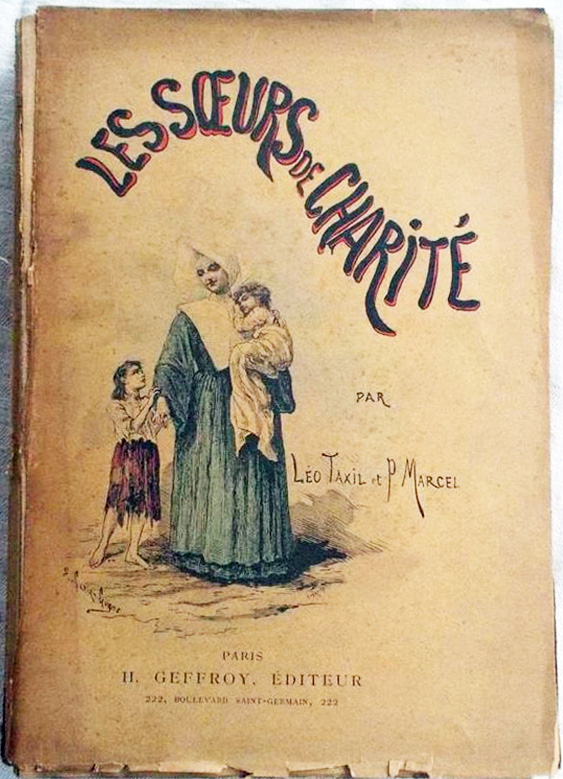 LES SŒURS DE CHARITÉ
PAR
LÉO TAXIL et P MARCEL
PARIS
H. GEFFROY, ÉDITEUR
222, BOULEVARD SAINT-GERMAIN, 222